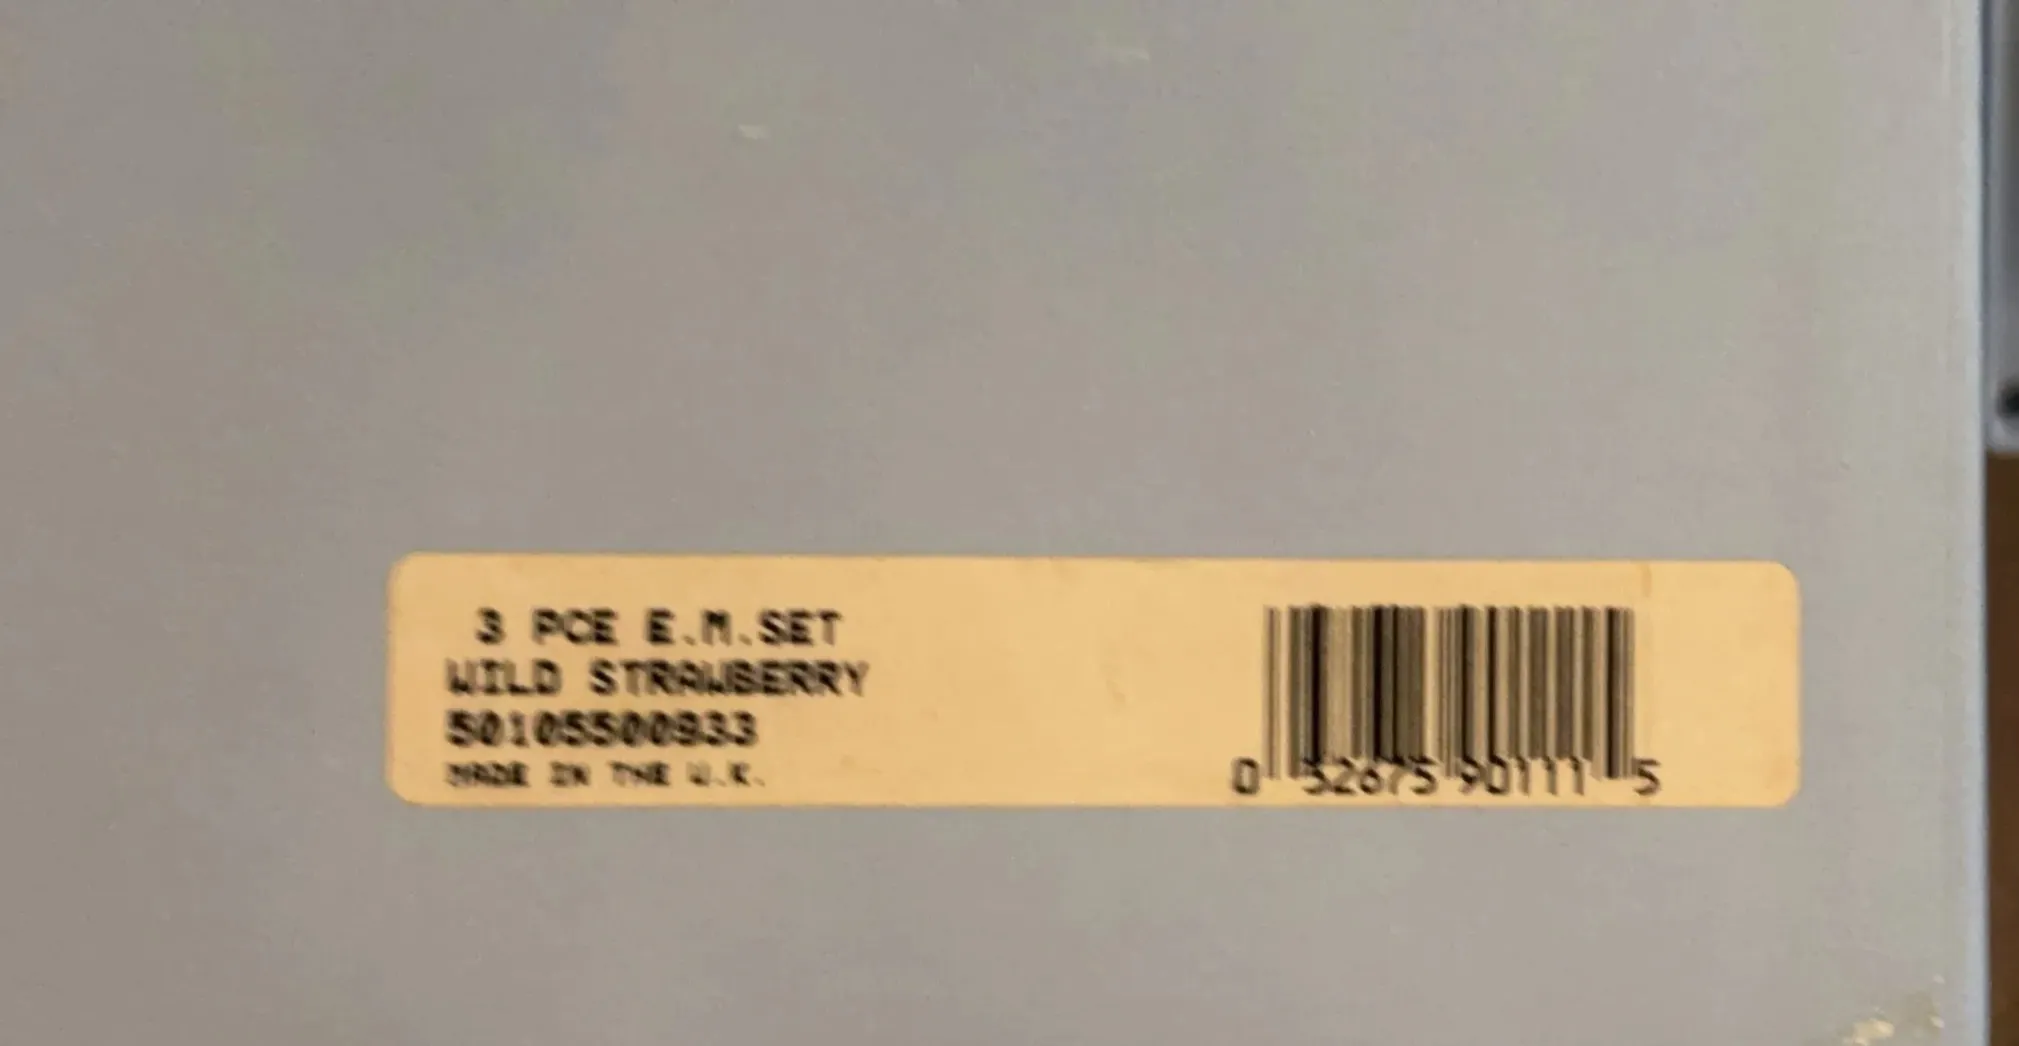 3 PCE E.M.SET
WILD STRAWBERRY
50105500933
MADE IN THE U.K.
0 52675 90111 5